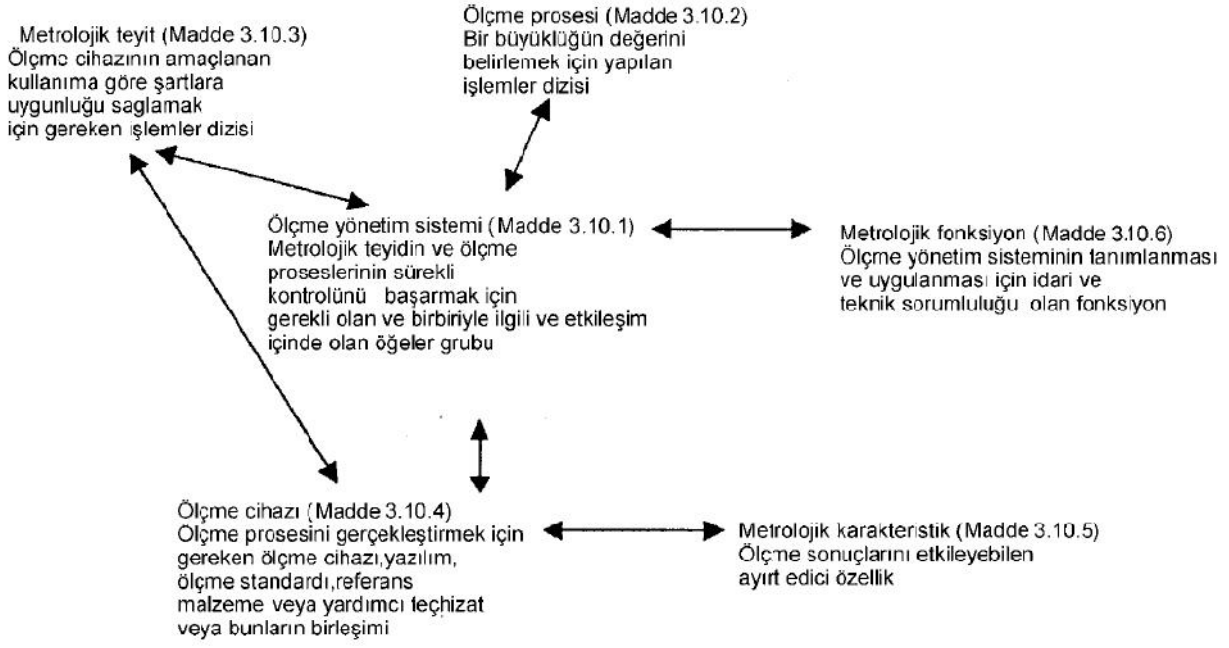 Metrolojik teyit (Madde 3.10.3)
Ölçme cihazının amaçlanan
kullanıma göre şartlara
uygunluğu saglamak
için gereken işlemler dizisi
Ölçme prosesi (Madde 3.10.2)
Bir büyüklüğün değerini
belirlemek için yapılan
işlemler dizisi
Ölçme yönetim sistemi (Madde 3.10.1)
Metrolojik teyidin ve ölçme
proseslerinin sürekli
kontrolünü başarmak için
gerekli olan ve birbiriyle ilgili ve etkileşim
içinde olan öğeler grubu
Metrolojik fonksiyon (Madde 3.10.6)
Ölçme yönetim sisteminin tanımlanması
ve uygulanması için idari ve
teknik sorumluluğu olan fonksiyon
Ölçme cihazı (Madde 3.10.4)
Ölçme prosesini gerçekleştirmek için
gereken ölçme cihazı,yazılım,
ölçme standardı,referans
malzeme veya yardımcı teçhizat
veya bunların birleşimi
Metrolojik karakteristik (Madde 3.10.5)
Ölçme sonuçlarını etkileyebilen
ayırt edici özellik